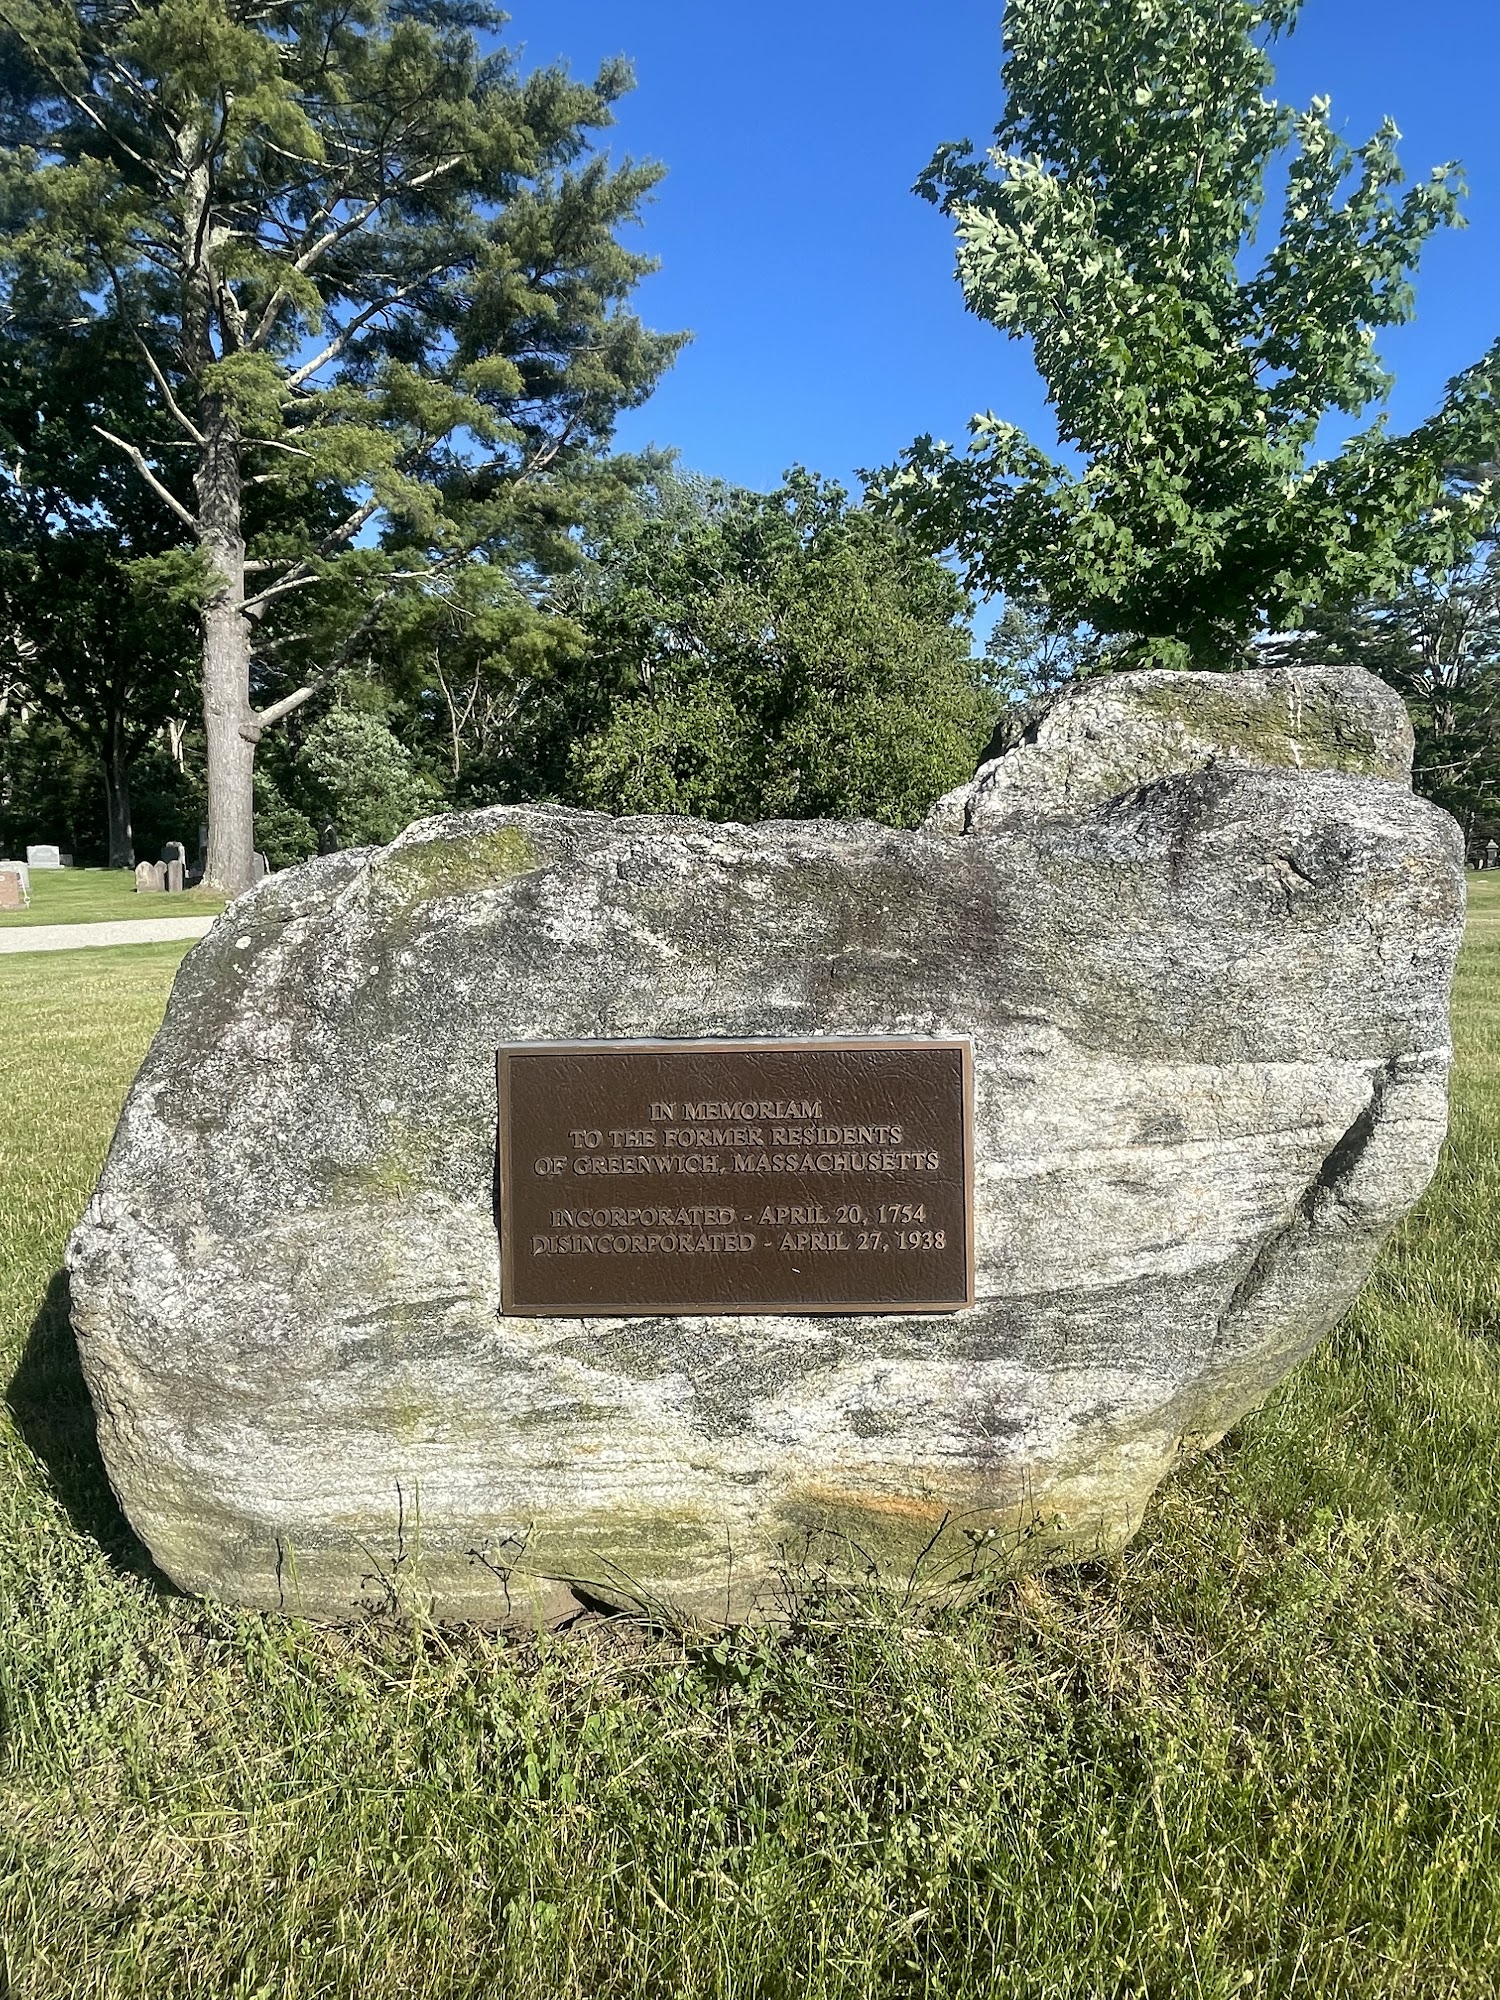 IN MEMORIAM
TO THE FORMER RESIDENTS
OF GREENWICH, MASSACHUSETTS
INCORPORATED - APRIL 20, 1754
DISINCORPORATED - APRIL 27, 1938